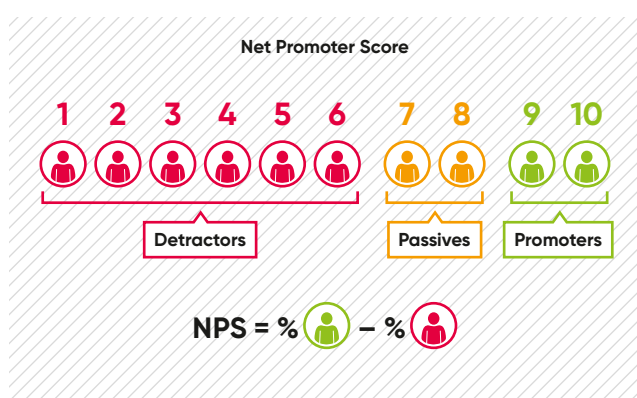 Net Promoter Score
1 2 3 4 5 6 7 8 9 10
Detractors Passives Promoters
NPS = % – %